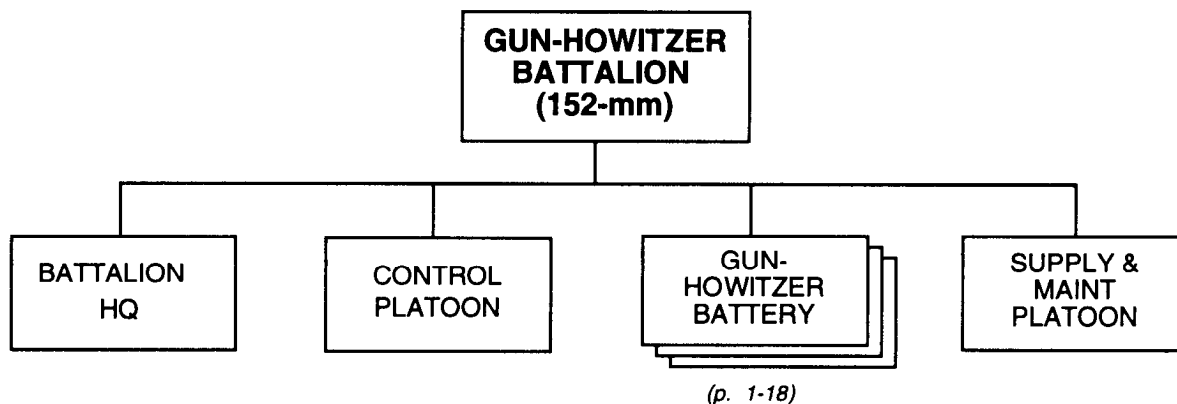 GUN-HOWITZER
BATTALION
(152-mm)
BATTALION
HQ
CONTROL
PLATOON
GUN-
HOWITZER
BATTERY
SUPPLY &
MAINT
PLATOON
(p. 1-18)